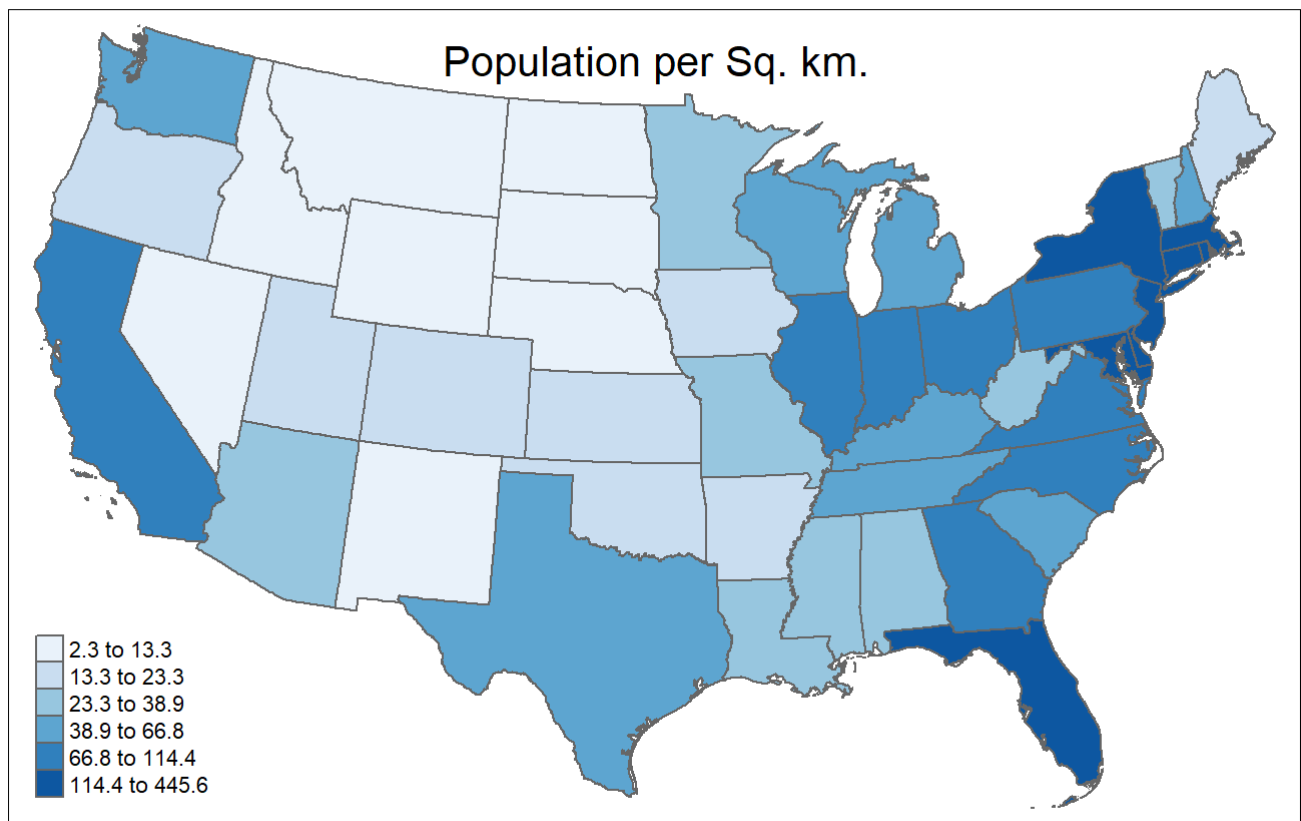 Population per Sq. km.
2.3 to 13.3
13.3 to 23.3
23.3 to 38.9
38.9 to 66.8
66.8 to 114.4
114.4 to 445.6